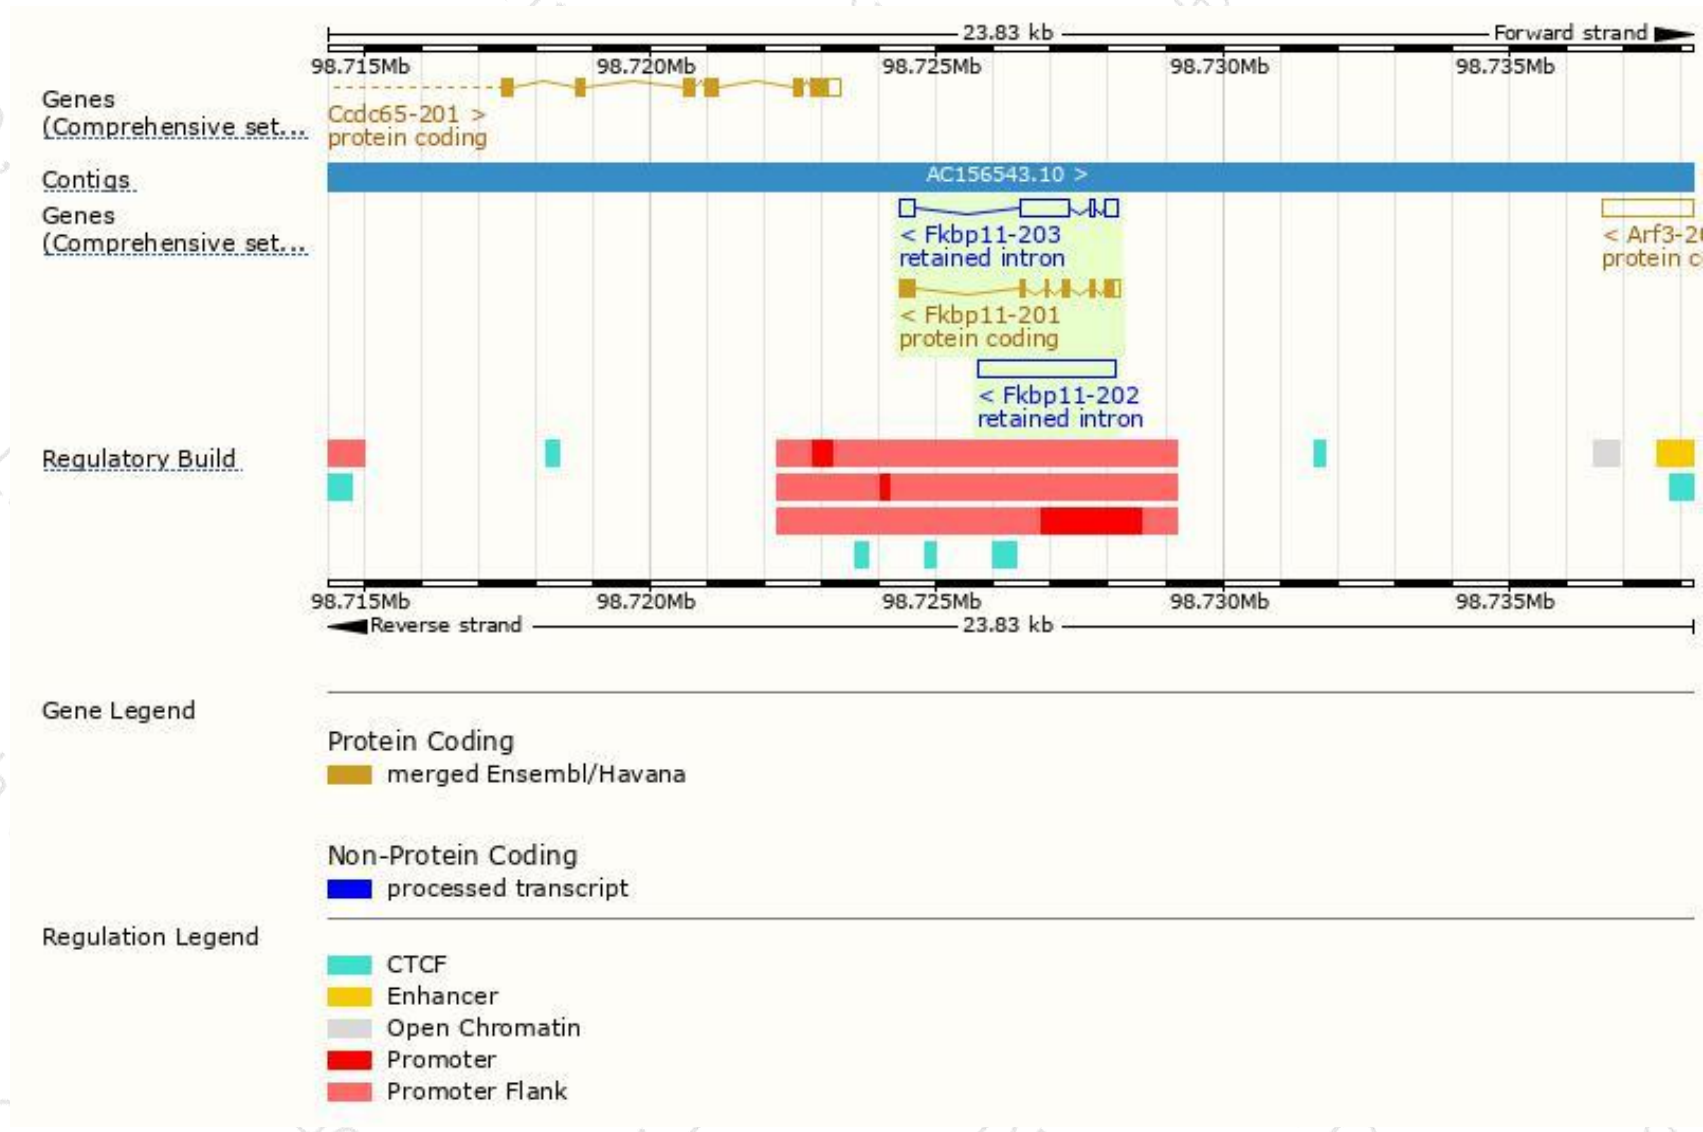 23.83 kb
Forward strand
98.715Mb 98.720Mb 98.725Mb 98.730Mb 98.735Mb
Genes
(Comprehensive set...
Ccdc65-201 >
protein coding
Contigs
AC156543.10 >
Genes
(Comprehensive set...
< Fkbp11-203
retained intron
< Arf3-20
protein c
< Fkbp11-201
protein coding
< Fkbp11-202
retained intron
Regulatory Build
98.715Mb 98.720Mb 98.725Mb 98.730Mb 98.735Mb
Reverse strand
23.83 kb
Gene Legend
Protein Coding
merged Ensembl/Havana
Non-Protein Coding
processed transcript
Regulation Legend
CTCF
Enhancer
Open Chromatin
Promoter
Promoter Flank